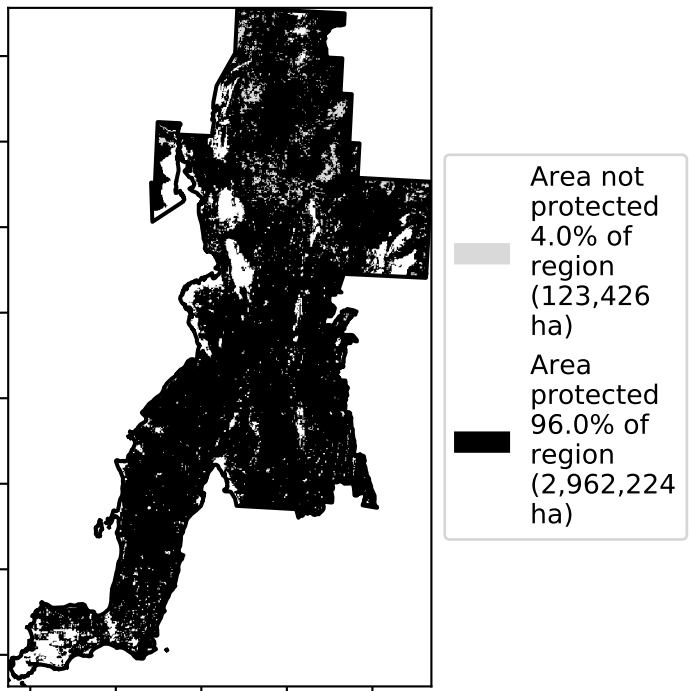 Area not
protected
4.0% of
region
(123,426
ha)
Area
protected
96.0% of
region
(2,962,224
ha)